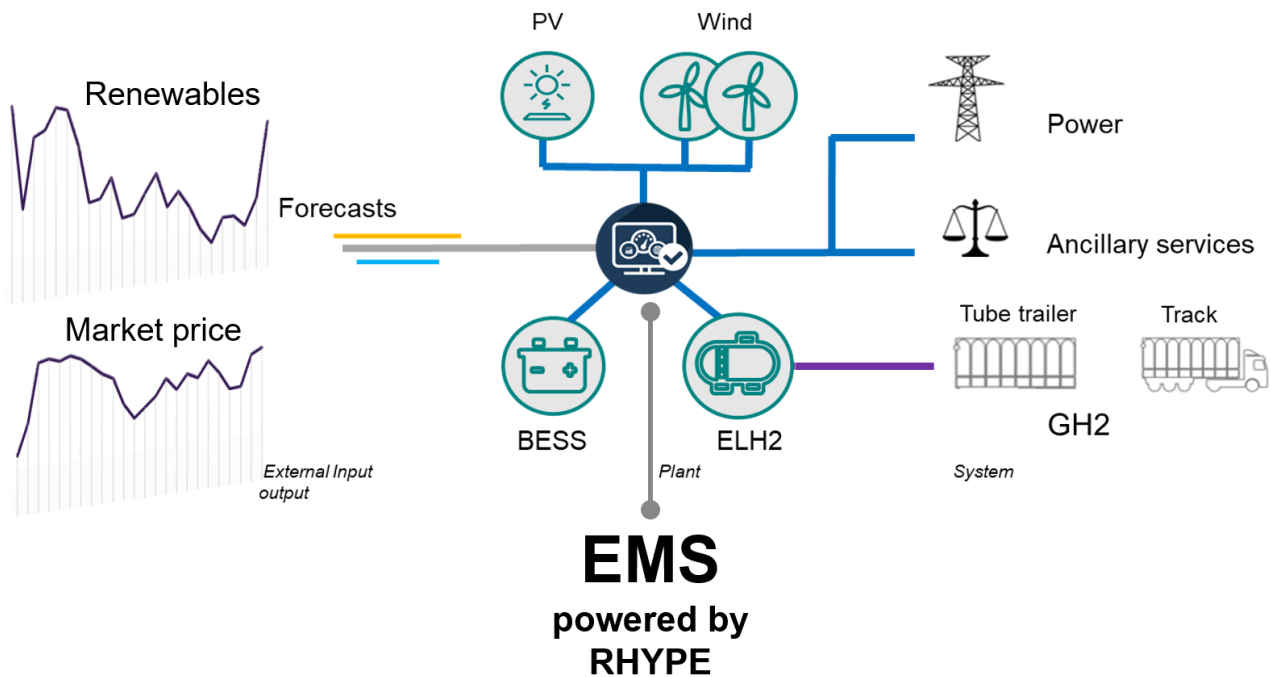 PV
Wind
Renewables
Power
Forecasts
Ancillary services
Market price
Tube trailer
Track
GH2
BESS
ELH2
External Input
output
Plant
System
EMS
powered by
RHYPE